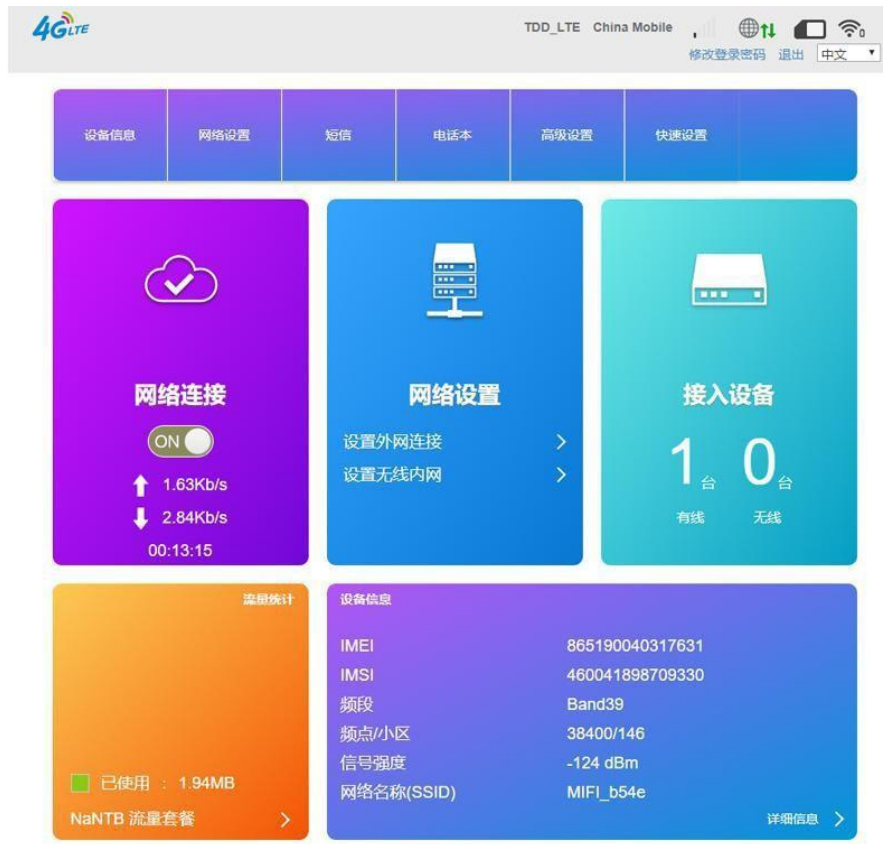 4G LTE
TDD_LTE China Mobile
0
修改登录密码 退出 中文
设备信息 网络设置 短信 电话本 高级设置 快速设置
网络连接
ON
1.63Kb/s
2.84Kb/s
00:13:15
网络设置
设置外网连接
设置无线内网
接入设备
1台 0台
有线 无线
流量统计
已使用 : 1.94MB
NaNTB 流量套餐
设备信息
IMEI 865190040317631
IMSI 460041898709330
频段 Band39
频点/小区 38400/146
信号强度 -124 dBm
网络名称(SSID) MIFI_b54e
详细信息